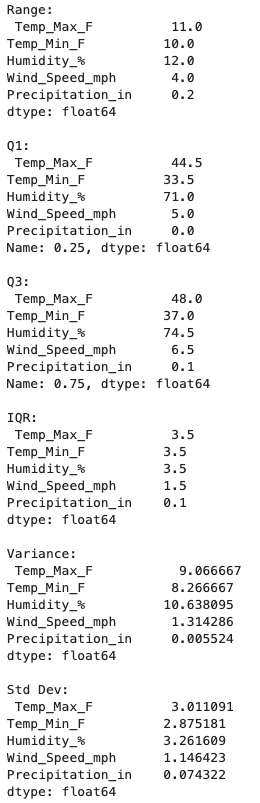 Range:
Temp_Max_F 11.0
Temp_Min_F 10.0
Humidity_% 12.0
Wind_Speed_mph 4.0
Precipitation_in 0.2
dtype: float64
Q1:
Temp_Max_F 44.5
Temp_Min_F 33.5
Humidity_% 71.0
Wind_Speed_mph 5.0
Precipitation_in 0.0
Name: 0.25, dtype: float64
Q3:
Temp_Max_F 48.0
Temp_Min_F 37.0
Humidity_% 74.5
Wind_Speed_mph 6.5
Precipitation_in 0.1
Name: 0.75, dtype: float64
IQR:
Temp_Max_F 3.5
Temp_Min_F 3.5
Humidity_% 3.5
Wind_Speed_mph 1.5
Precipitation_in 0.1
dtype: float64
Variance:
Temp_Max_F 9.066667
Temp_Min_F 8.266667
Humidity_% 10.638095
Wind_Speed_mph 1.314286
Precipitation_in 0.005524
dtype: float64
Std Dev:
Temp_Max_F 3.011091
Temp_Min_F 2.875181
Humidity_% 3.261609
Wind_Speed_mph 1.146423
Precipitation_in 0.074322
dtype: float64